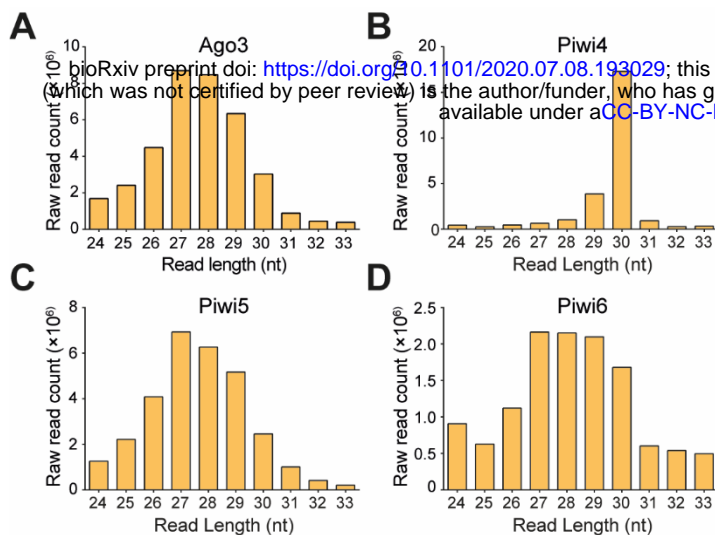 A
Ago3
B
Piwi4
bioRxiv preprint doi: https://doi.org/10.1101/2020.07.08.193029; this
(which was not certified by peer review) is the author/funder, who has g
available under aCC-BY-NC-
Raw read count (×10⁶)
10
6
4
2
0
24 25 26 27 28 29 30 31 32 33
Read length (nt)
20
15
10
5
0
24 25 26 27 28 29 30 31 32 33
Read Length (nt)
C
Piwi5
D
Piwi6
Raw read count (×10⁶)
8
6
4
2
0
24 25 26 27 28 29 30 31 32 33
Read Length (nt)
Raw read count (×10⁶)
2.5
2.0
1.5
1.0
0.5
0
24 25 26 27 28 29 30 31 32 33
Read Length (nt)